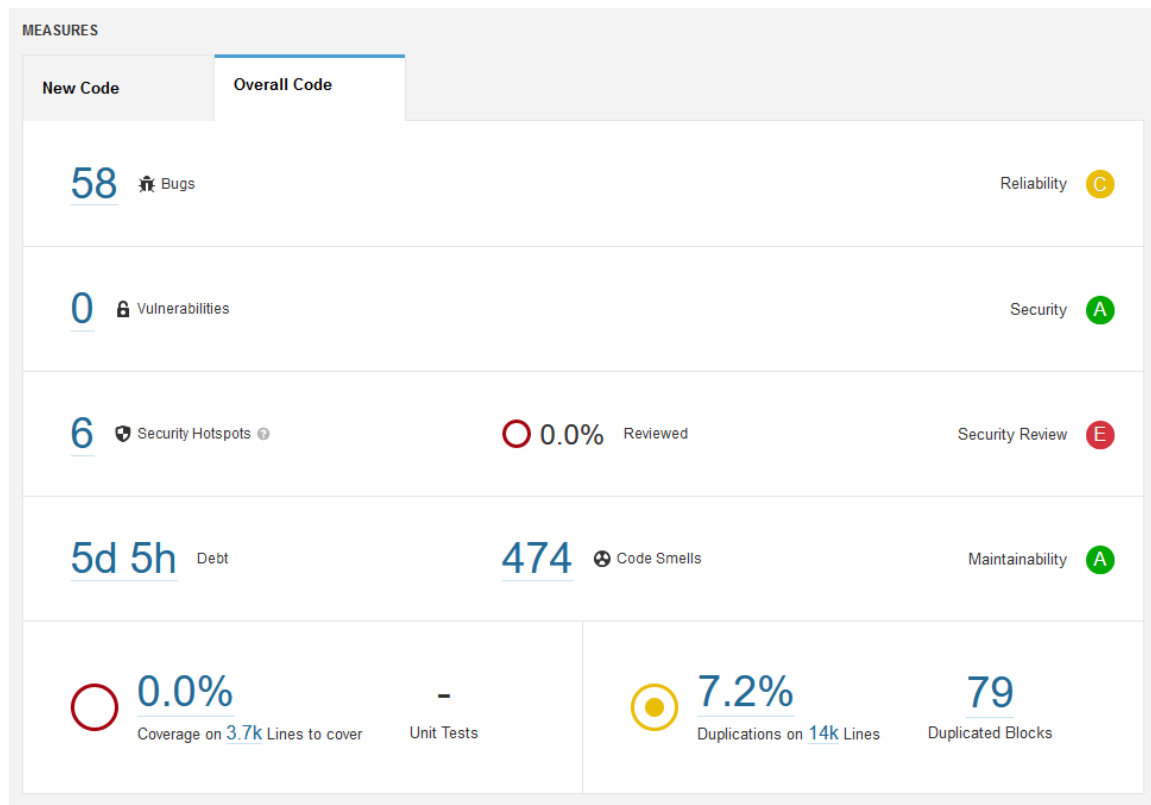 MEASURES
New Code
Overall Code
58 Bugs
Reliability C
0 Vulnerabilities
Security A
6 Security Hotspots ?
0.0% Reviewed
Security Review E
5d 5h Debt
474 Code Smells
Maintainability A
0.0%
Coverage on 3.7k Lines to cover
-
Unit Tests
7.2%
Duplications on 14k Lines
79
Duplicated Blocks